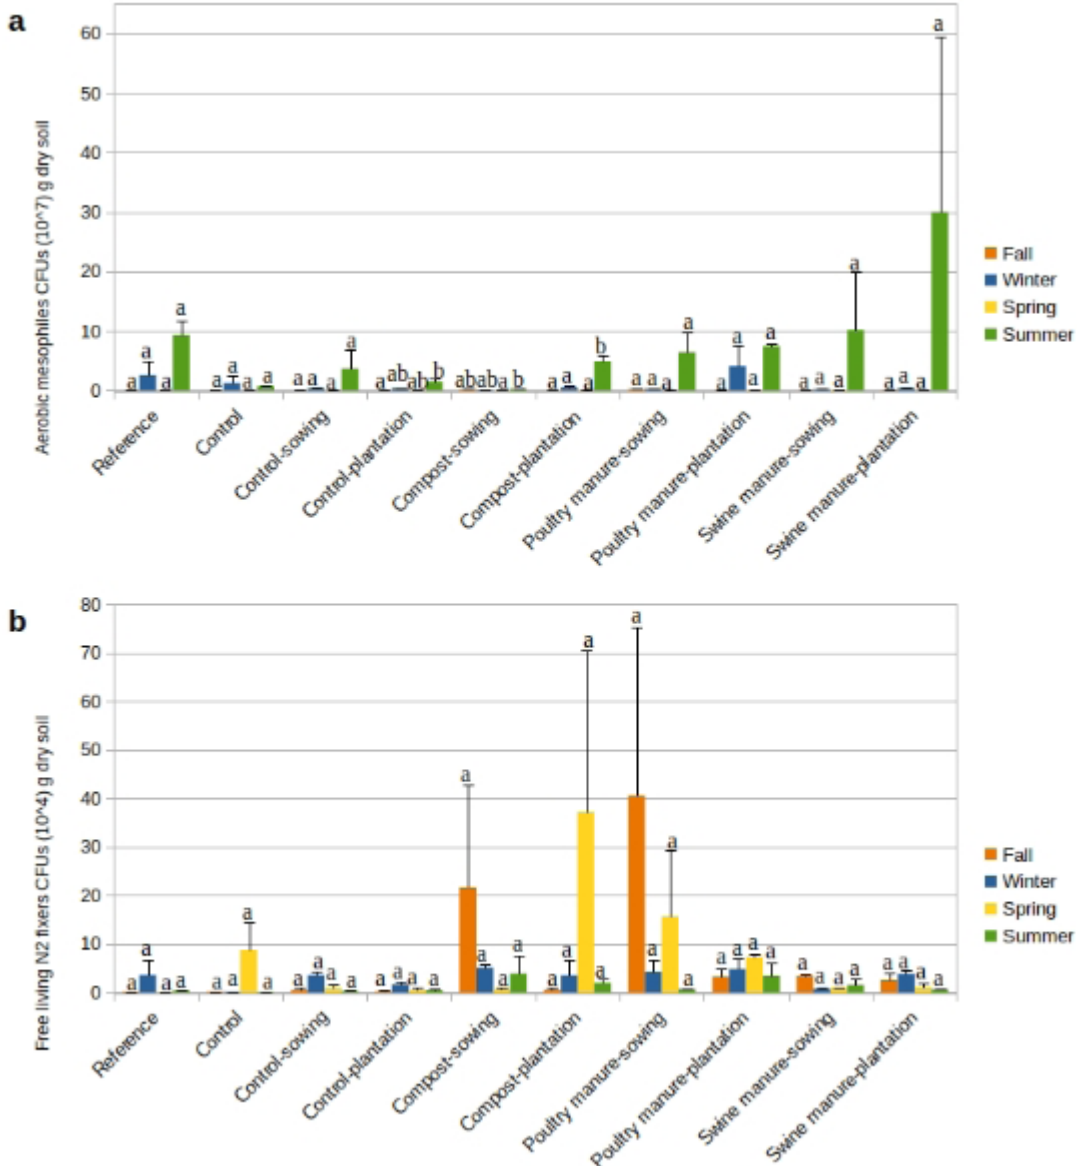 a
Aerobic mesophiles CFUs (10^7) g dry soil
60
50
40
30
20
10
0
a a a a
a a a a
a a a a
a ab ab b
ab ab a b
a a a b
a a a a
a a a a
a a a a
a a a a
Reference
Control
Control-sowing
Control-plantation
Compost-sowing
Compost-plantation
Poultry manure-sowing
Poultry manure-plantation
Swine manure-sowing
Swine manure-plantation
Fall
Winter
Spring
Summer
b
Free living N2 fixers CFUs (10^4) g dry soil
80
70
60
50
40
30
20
10
0
a a a a
a a a a
a a a a
a a a a
a a a a
a a a a
a a a a
a a a a
a a a a
a a a a
Reference
Control
Control-sowing
Control-plantation
Compost-sowing
Compost-plantation
Poultry manure-sowing
Poultry manure-plantation
Swine manure-sowing
Swine manure-plantation
Fall
Winter
Spring
Summer